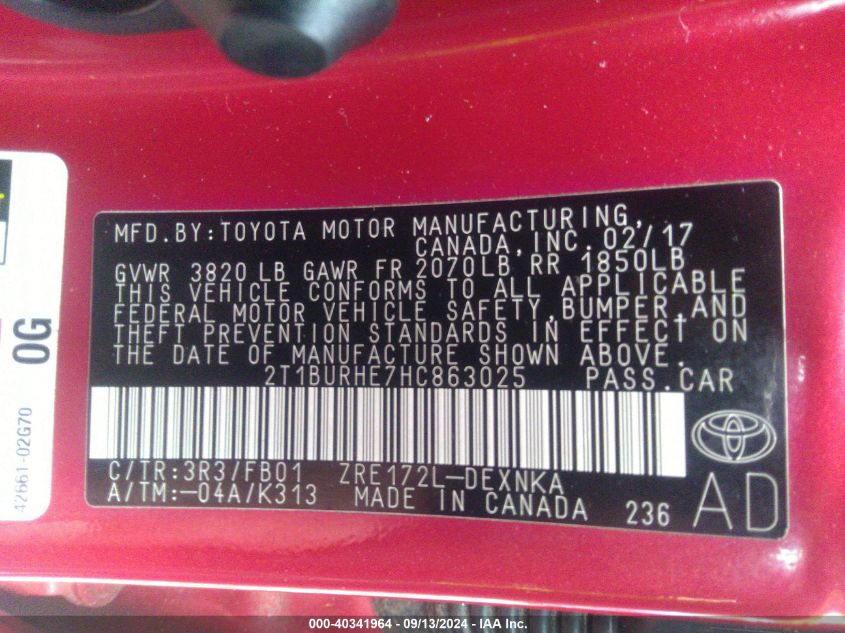 MFD.BY:TOYOTA MOTOR MANUFACTURING,
CANADA,INC. 02/17
GVWR 3820 LB GAWR FR 2070LB RR 1850LB
THIS VEHICLE CONFORMS TO ALL APPLICABLE
FEDERAL MOTOR VEHICLE SAFETY,BUMPER,AND
THEFT PREVENTION STANDARDS IN EFFECT ON
THE DATE OF MANUFACTURE SHOWN ABOVE.
2T1BURHE7HC863025 PASS.CAR
C/TR:3R3/FB01 ZRE172L-DEXNKA
A/TM:-04A/K313 MADE IN CANADA 236 AD
0G
42661-02G70
000-40341964 - 09/13/2024 - IAA Inc.